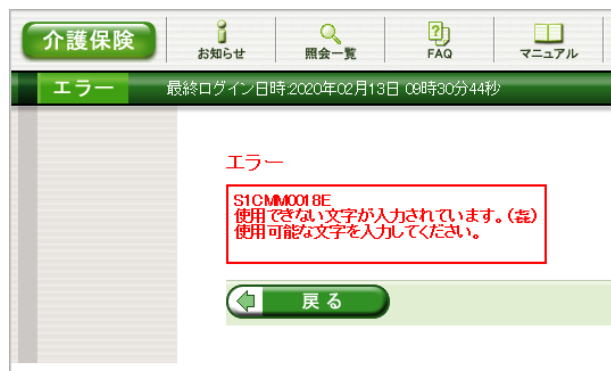 介護保険
お知らせ
照会一覧
FAQ
マニュアル
エラー
最終ログイン日時:2020年02月13日 09時30分44秒
エラー
S1CMM0018E
使用できない文字が入力されています。(㐂)
使用可能な文字を入力してください。
戻る